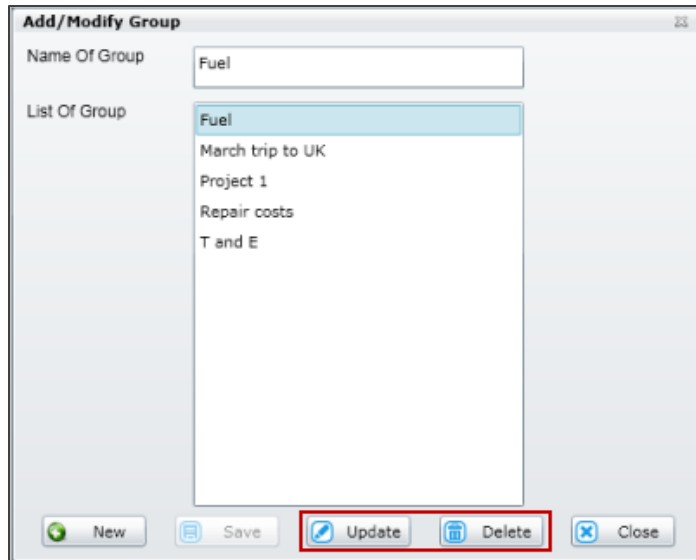 Add/Modify Group
Name Of Group
Fuel
List Of Group
Fuel
March trip to UK
Project 1
Repair costs
T and E
New Save Update Delete Close